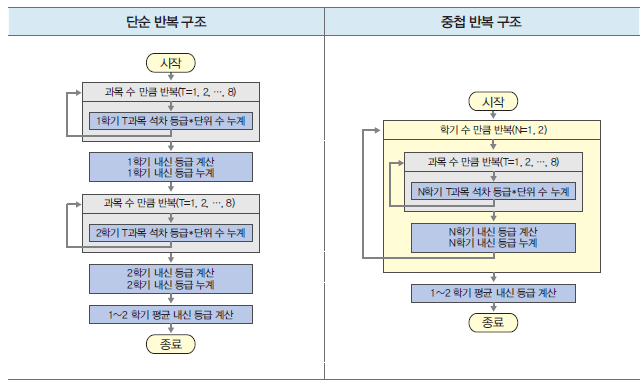 단순 반복 구조
시작
과목 수 만큼 반복(T=1, 2, ⋯, 8)
1학기 T과목 석차 등급*단위 수 누계
1학기 내신 등급 계산
1학기 내신 등급 누계
과목 수 만큼 반복(T=1, 2, ⋯, 8)
2학기 T과목 석차 등급*단위 수 누계
2학기 내신 등급 계산
2학기 내신 등급 누계
1～2 학기 평균 내신 등급 계산
종료
중첩 반복 구조
시작
학기 수 만큼 반복(N=1, 2)
과목 수 만큼 반복(T=1, 2, ⋯, 8)
N학기 T과목 석차 등급*단위 수 누계
N학기 내신 등급 계산
N학기 내신 등급 누계
1～2 학기 평균 내신 등급 계산
종료